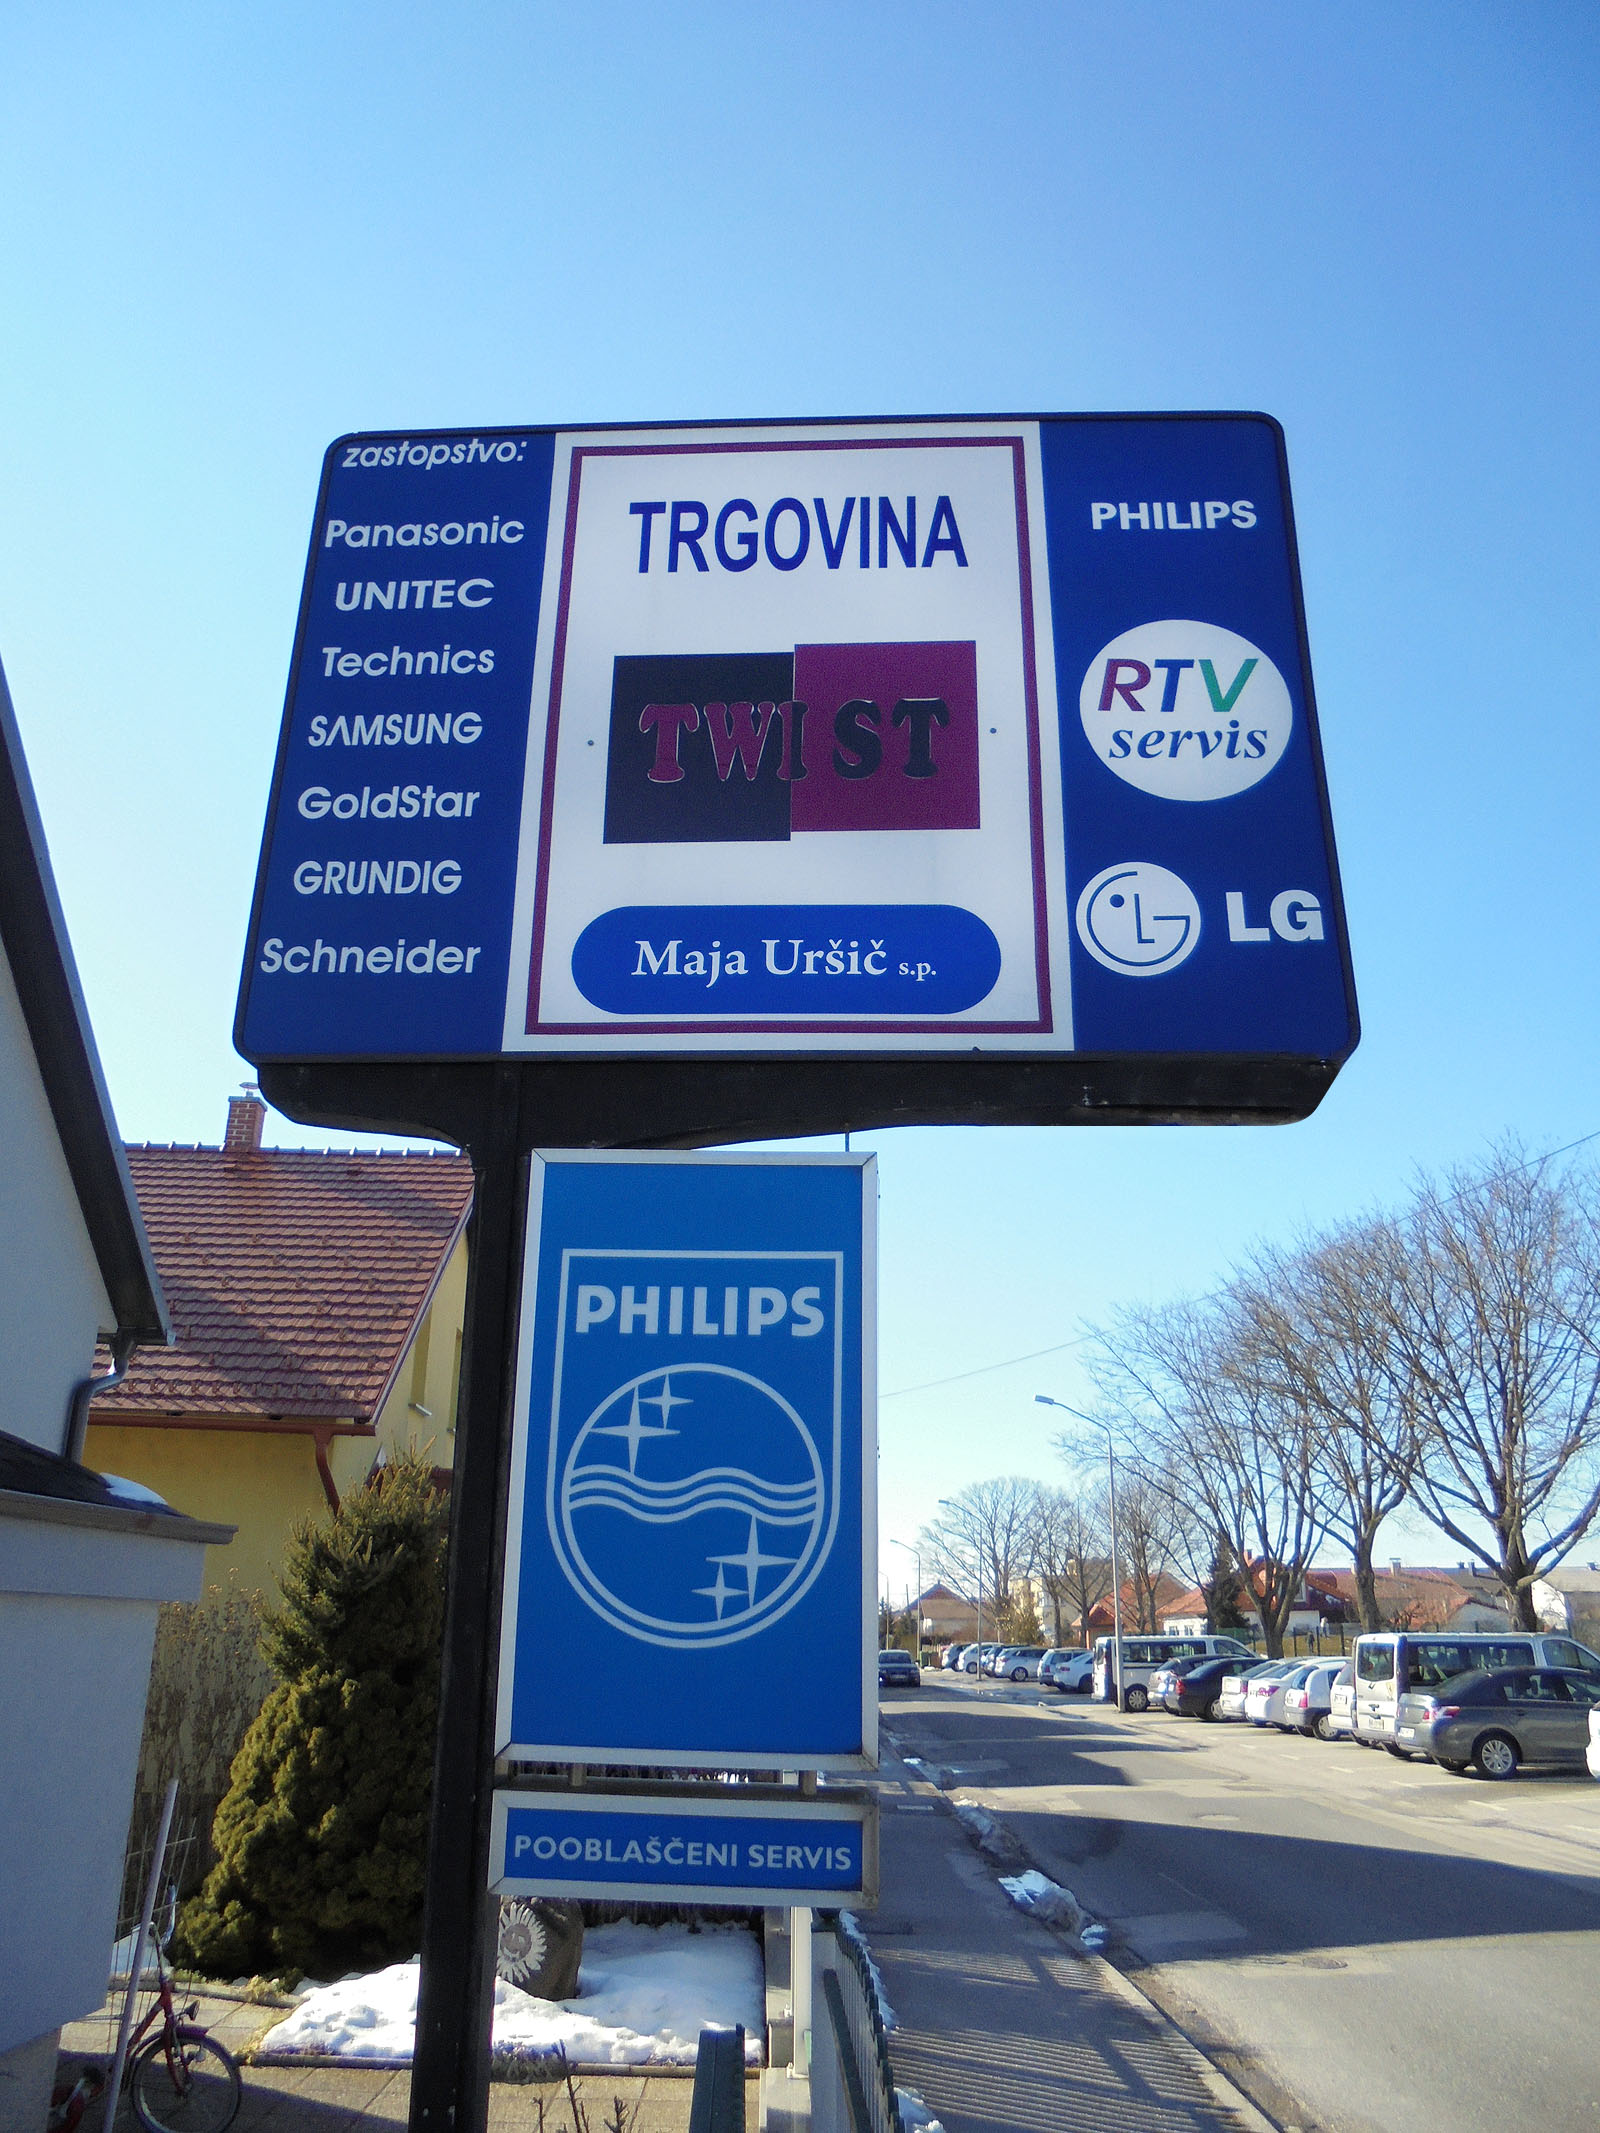 zastopstvo:
Panasonic
UNITEC
Technics
SAMSUNG
GoldStar
GRUNDIG
Schneider
TRGOVINA
TWIST
Maja Uršič s.p.
PHILIPS
RTV
servis
LG
PHILIPS
POOBLAŠČENI SERVIS